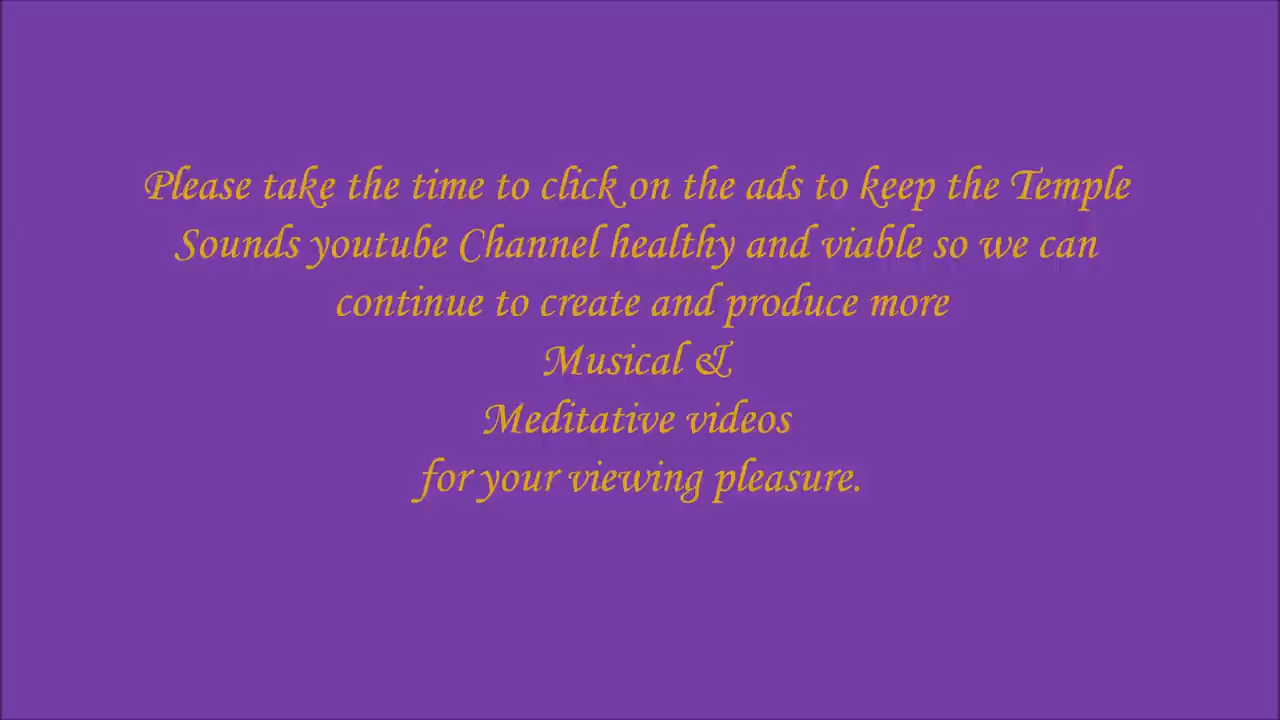 Please take the time to click on the ads to keep the Temple
Sounds youtube Channel healthy and viable so we can
continue to create and produce more
Musical &
Meditative videos
for your viewing pleasure.